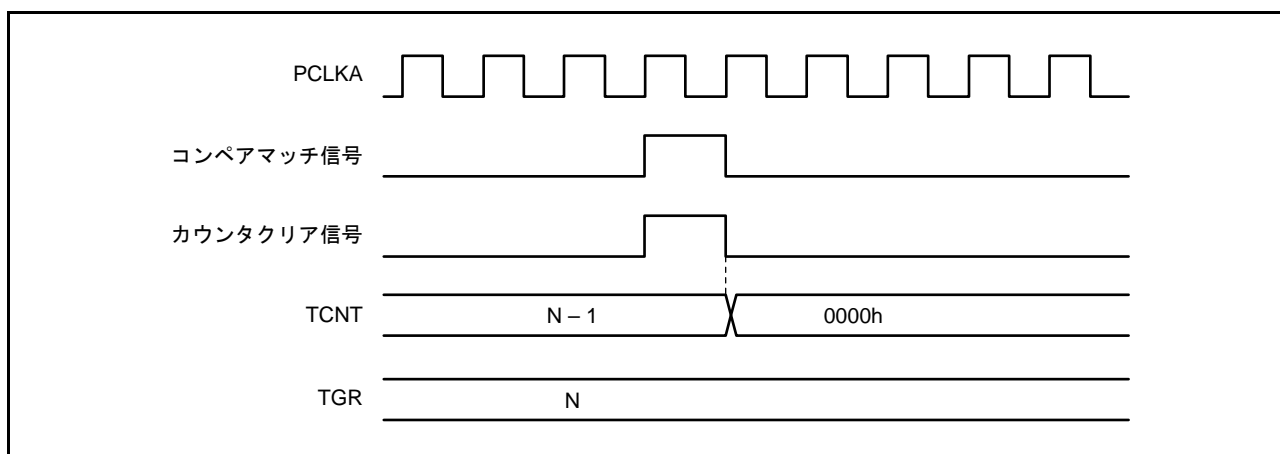 PCLKA
コンペアマッチ信号
カウンタクリア信号
TCNT
N – 1
0000h
TGR
N